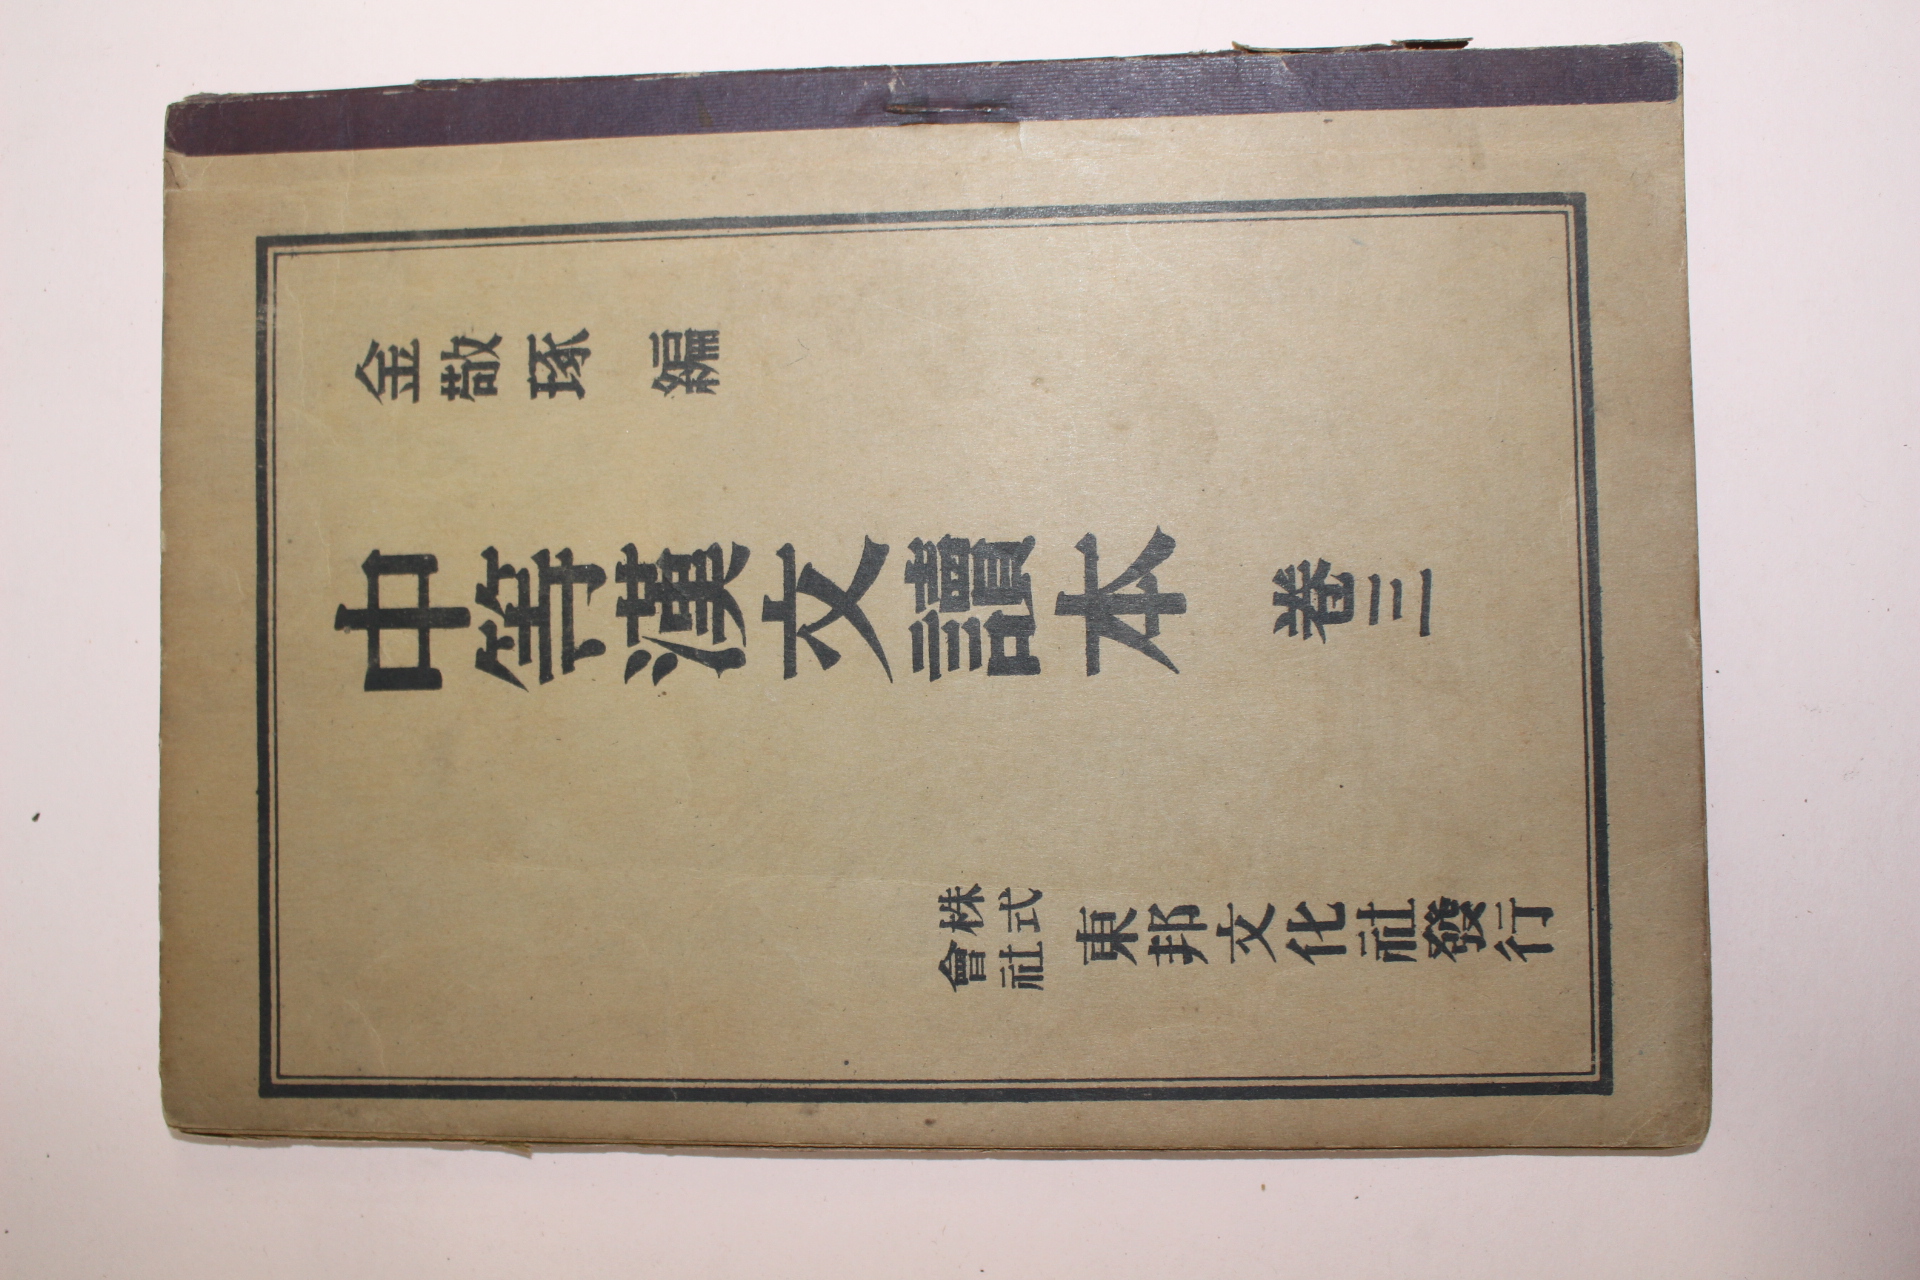 金敬琢 編
中等漢文讀本 卷三
株式會社 東邦文化社發行